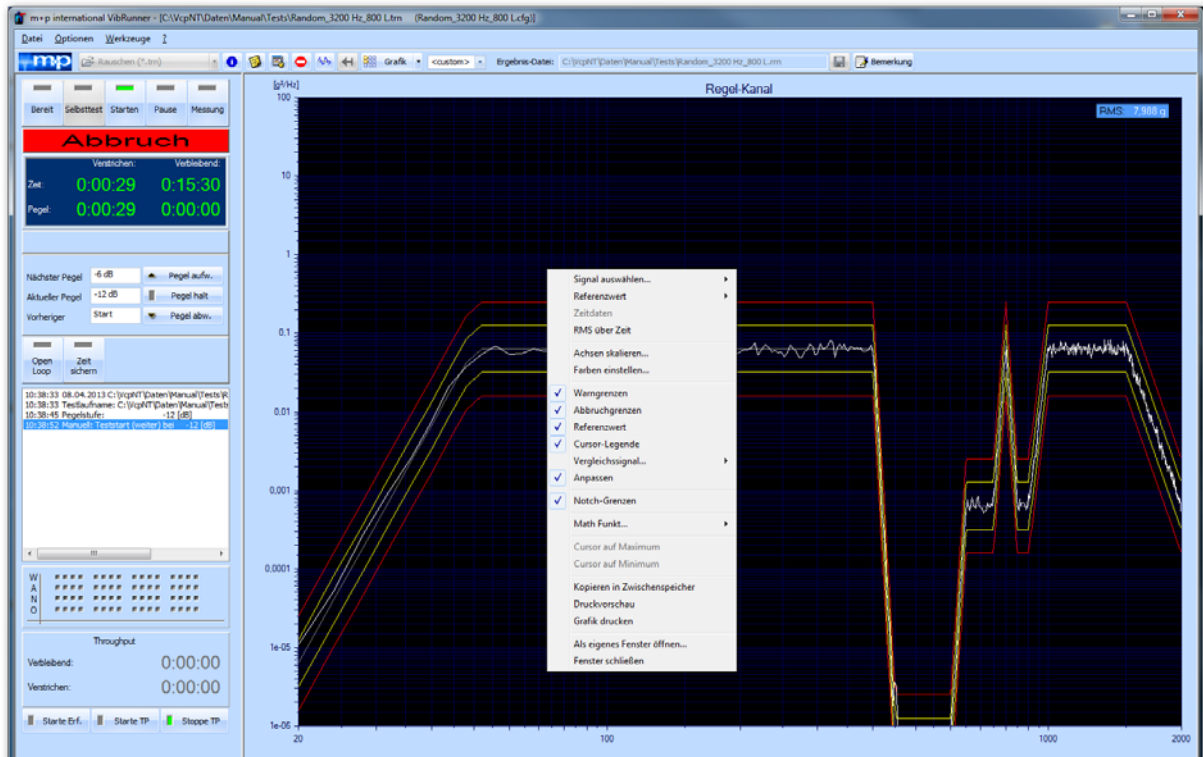 m+p international VibRunner - [C:\VcpNT\Daten\Manual\Tests\Random_3200 Hz_800 L.trn (Random_3200 Hz_800 L.cfg)]
Datei Optionen Werkzeuge ?
mp Rauschen (*.trn) Grafik <custom> Ergebnis-Datei: C:\VcpNT\Daten\Manual\Tests\Random_3200 Hz_800 L.rrn Bemerkung
Bereit Selbsttest Starten Pause Messung
Abbruch
Verstrichen: Verbleibend:
Zeit: 0:00:29 0:15:30
Pegel: 0:00:29 0:00:00
Nächster Pegel -6 dB Pegel aufw.
Aktueller Pegel -12 dB Pegel halt
Vorheriger Start Pegel abw.
Open Loop
Zeit sichern
10:38:33 08.04.2013 C:\VcpNT\Daten\Manual\Tests\R
10:38:33 Testlaufname: C:\VcpNT\Daten\Manual\Tests
10:38:45 Pegelstufe: -12 [dB]
10:38:52 Manuell: Teststart (weiter) bei -12 [dB]
W
A
N
O
Throughput
Verbleibend: 0:00:00
Verstrichen: 0:00:00
Starte Erf. Starte TP Stoppe TP
[g²/Hz]
Regel-Kanal
RMS: 7,988 g
100
10
1
0.1
0.01
0.001
0.0001
1e-05
1e-06
20 100 1000 2000
Signal auswählen...
Referenzwert
Zeitdaten
RMS über Zeit
Achsen skalieren...
Farben einstellen...
Warngrenzen
Abbruchgrenzen
Referenzwert
Cursor-Legende
Vergleichssignal...
Anpassen
Notch-Grenzen
Math Funkt...
Cursor auf Maximum
Cursor auf Minimum
Kopieren in Zwischenspeicher
Druckvorschau
Grafik drucken
Als eigenes Fenster öffnen...
Fenster schließen